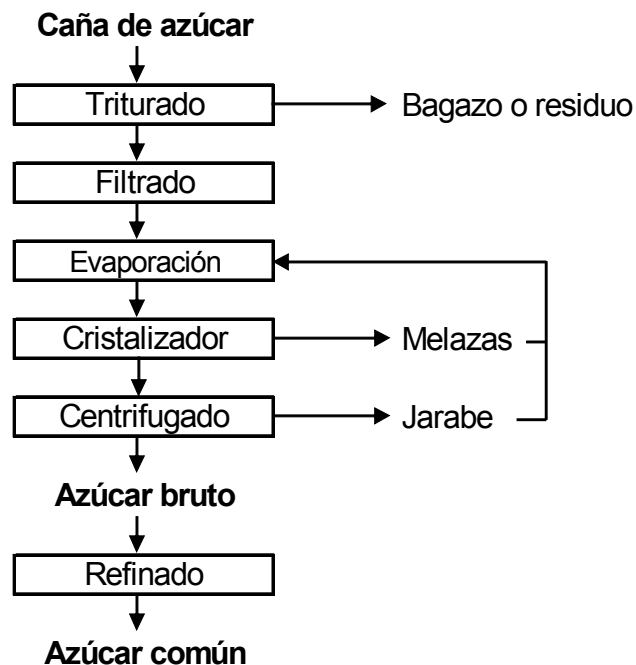 Caña de azúcar
Triturado
Bagazo o residuo
Filtrado
Evaporación
Cristalizador
Melazas
Centrifugado
Jarabe
Azúcar bruto
Refinado
Azúcar común